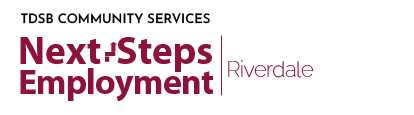 TDSB COMMUNITY SERVICES
Next Steps
Employment
Riverdale